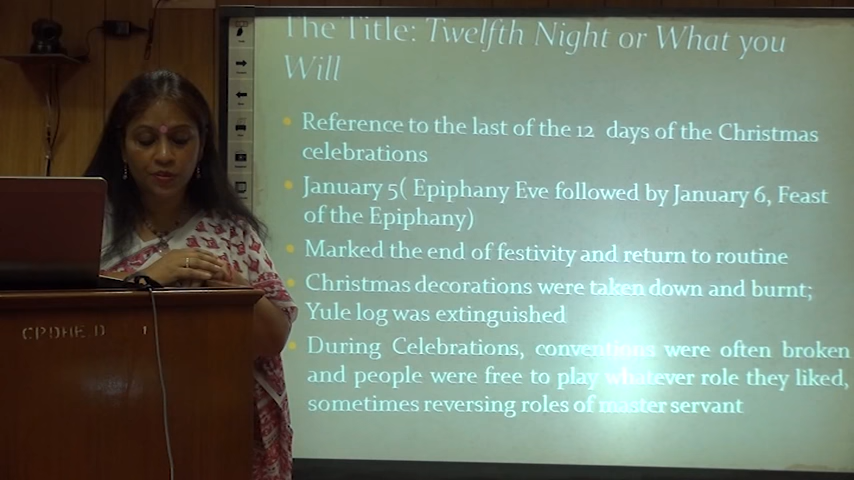 The Title: Twelfth Night or What you
Will
• Reference to the last of the 12 days of the Christmas
celebrations
• January 5( Epiphany Eve followed by January 6, Feast
of the Epiphany)
• Marked the end of festivity and return to routine
• Christmas decorations were taken down and burnt;
Yule log was extinguished
• During Celebrations, conventions were often broken
and people were free to play whatever role they liked,
sometimes reversing roles of master servant
CPDHE.D 1